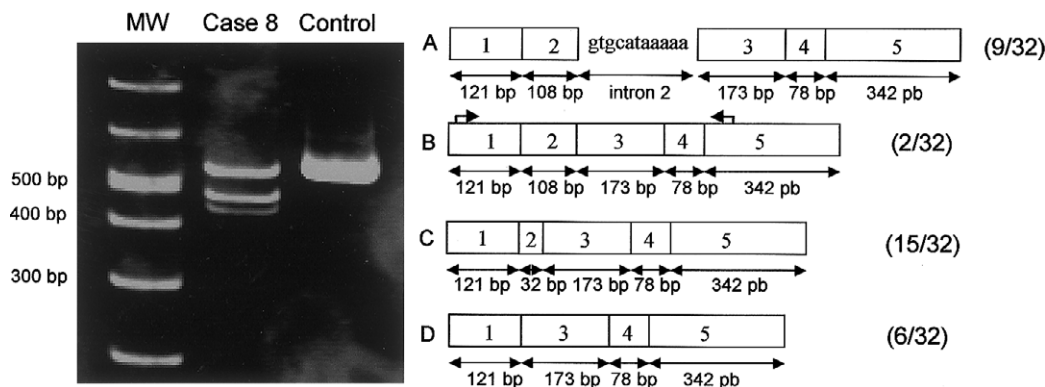 MW Case 8 Control
500 bp
400 bp
300 bp
A 1 2 gtgcataaaaa 3 4 5 (9/32)
121 bp 108 bp intron 2 173 bp 78 bp 342 pb
B 1 2 3 4 5 (2/32)
121 bp 108 bp 173 bp 78 bp 342 pb
C 1 2 3 4 5 (15/32)
121 bp 32 bp 173 bp 78 bp 342 pb
D 1 3 4 5 (6/32)
121 bp 173 bp 78 bp 342 pb